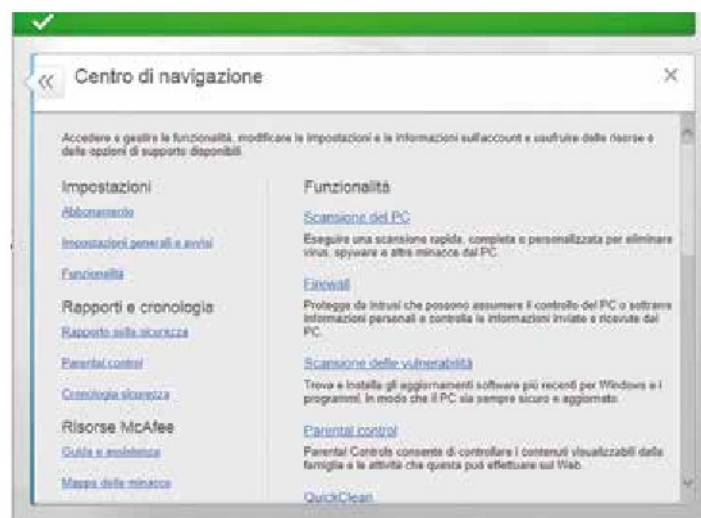 Centro di navigazione
Accedere e gestire le funzionalità, modificare le impostazioni e le informazioni sull'account e usufruire delle risorse e
delle opzioni di supporto disponibili.
Impostazioni
Abbonamento
Impostazioni generali e avvisi
Funzionalità
Rapporti e cronologia
Rapporto sulla sicurezza
Parental control
Cronologia sicurezza
Risorse McAfee
Guida e assistenza
Mappa delle minacce
Funzionalità
Scansione del PC
Eseguire una scansione rapida, completa o personalizzata per eliminare
virus, spyware e altre minacce dal PC.
Firewall
Protegge da intrusi che possono assumere il controllo del PC o sottrarre
informazioni personali e controlla le informazioni inviate e ricevute dal
PC.
Scansione delle vulnerabilità
Trova e installa gli aggiornamenti software più recenti per Windows e i
programmi, in modo che il PC sia sempre sicuro e aggiornato.
Parental control
Parental Controls consente di controllare i contenuti visualizzabili dalla
famiglia e le attività che questa può effettuare sul Web.
QuickClean